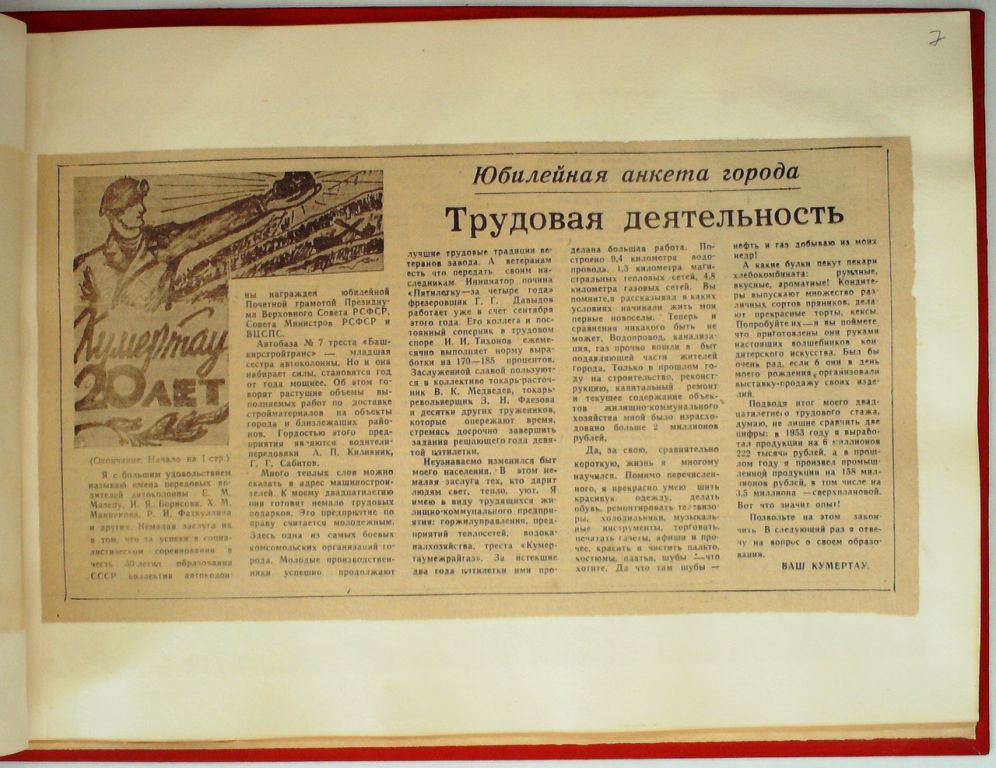 7
Юбилейная анкета города
Трудовая деятельность
Кумертау
20 ЛЕТ
(Окончание. Начало на 1 стр.)
Я с большим удовольствием
называю имена передовых во-
дителей автоколонны Е. М.
Мазепу, И. Я. Борисова, Х. М.
Манникова, Р. И. Фаткуллина
и других. Немалая заслуга их
в том, что за успехи в социа-
листическом соревновании в
честь 50-летия образования
СССР коллектив автоколон-
ны награжден юбилейной
Почетной грамотой Президиу-
ма Верховного Совета РСФСР,
Совета Министров РСФСР и
ВЦСПС.
Автобаза № 7 треста «Баш-
кирстройтранс» — младшая
сестра автоколонны. Но и она
набирает силы, становится год
от года мощнее. Об этом го-
ворят растущие объемы вы-
полняемых работ по доставке
стройматериалов на объекты
города и близлежащих райо-
нов. Гордостью этого пред-
приятия являются водители-
передовики А. П. Киливник,
Г. Г. Сабитов.
Много теплых слов можно
сказать в адрес машинострои-
телей. К моему двадцатилетию
они готовят немало трудовых
подарков. Это предприятие по
праву считается молодежным.
Здесь одна из самых боевых
комсомольских организаций го-
рода. Молодые производствен-
ники успешно продолжают
лучшие трудовые традиции ве-
теранов завода. А ветеранам
есть что передать своим на-
следникам. Инициатор почина
«Пятилетку—за четыре года»
фрезеровщик Г. Г. Давыдов
работает уже в счет сентября
этого года. Его коллега и пос-
тоянный соперник в трудовом
споре И. И. Тихонов ежеме-
сячно выполняет норму выра-
ботки на 170—185 процентов.
Заслуженной славой пользуют-
ся в коллективе токарь-расточ-
ник В. К. Медведев, токарь-
револьверщик З. Н. Фаезова
и десятки других тружеников,
которые опережают время,
стремясь досрочно завершить
задания решающего года девя-
той пятилетки.
Неузнаваемо изменился быт
моего населения. В этом не-
малая заслуга тех, кто дарит
людям свет, тепло, уют. Я
имею в виду трудящихся жи-
лищно-коммунального предпри-
ятия: горжилуправления, пред-
приятий теплосетей, водока-
налхозяйства, треста «Кумер-
таумежрайгаз». За истекшие
два года пятилетки ими про-
делана большая работа. По-
строено 9,4 километра водо-
провода, 1,3 километра маги-
стральных тепловых сетей, 4,8
километра газовых сетей. Вы
помните, я рассказывал в каких
условиях начинали жить мои
первые новоселы. Теперь и
сравнения никакого быть не
может. Водопровод, канализа-
ция, газ прочно вошли в быт
подавляющей части жителей
города. Только в прошлом го-
ду на строительство, реконст-
рукцию, капитальный ремонт
и текущее содержание объек-
тов жилищно-коммунального
хозяйства мной было израсхо-
довано больше 2 миллионов
рублей.
Да, за свою, сравнительно
короткую, жизнь я многому
научился. Помимо перечислен-
ного, я прекрасно умею шить
красивую одежду, делать
обувь, ремонтировать телевизо-
ры, холодильники, музыкаль-
ные инструменты, торговать,
печатать газеты, афиши и про-
чее, красить и чистить пальто,
костюмы, платья, шубы —что
хотите. Да что там шубы —
нефть и газ добываю из моих
недр!
А какие булки пекут пекари
хлебокомбината: румяные,
вкусные, ароматные! Кондите-
ры выпускают множество раз-
личных сортов пряников, дела-
ют прекрасные торты, кексы.
Попробуйте их—и вы поймете,
что приготовлены они руками
настоящих волшебников кон-
дитерского искусства. Был бы
очень рад, если б они в день
моего рождения организовали
выставку-продажу своих изде-
лий.
Подводя итог моего двад-
цатилетнего трудового стажа,
думаю, не лишне сравнить две
цифры: в 1953 году я вырабо-
тал продукции на 6 миллионов
222 тысячи рублей, а в прош-
лом году я произвел промыш-
ленной продукции на 158 мил-
лионов рублей, в том числе на
3,5 миллиона —сверхплановой.
Вот что значит опыт!
Позвольте на этом закон-
чить. В следующий раз я отве-
чу на вопрос о своем образо-
вании.
ВАШ КУМЕРТАУ.